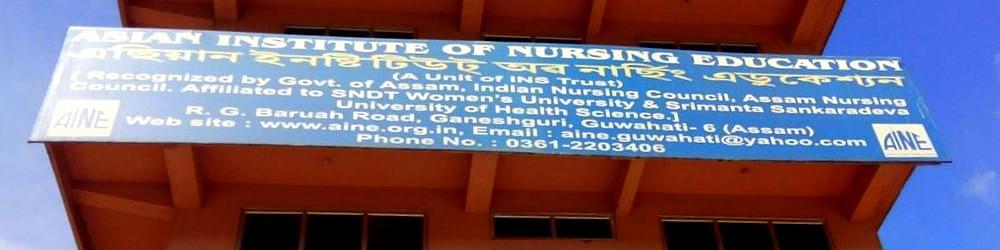 ASIAN INSTITUTE OF NURSING EDUCATION
এছিয়ান ইনষ্টিটিউট অব নাৰ্ছিং এডুকেশ্যন
(A Unit of INS Trust)
[ Recognized by Govt. of Assam, Indian Nursing Council, Assam Nursing
Council. Affiliated to SNDT Women's University & Srimanta Sankaradeva
University of Health Science.]
R. G. Baruah Road, Ganeshguri, Guwahati- 6 (Assam)
Web site : www.aine.org.in, Email : aine.guwahati@yahoo.com
Phone No. : 0361-2203406
AINE
AINE